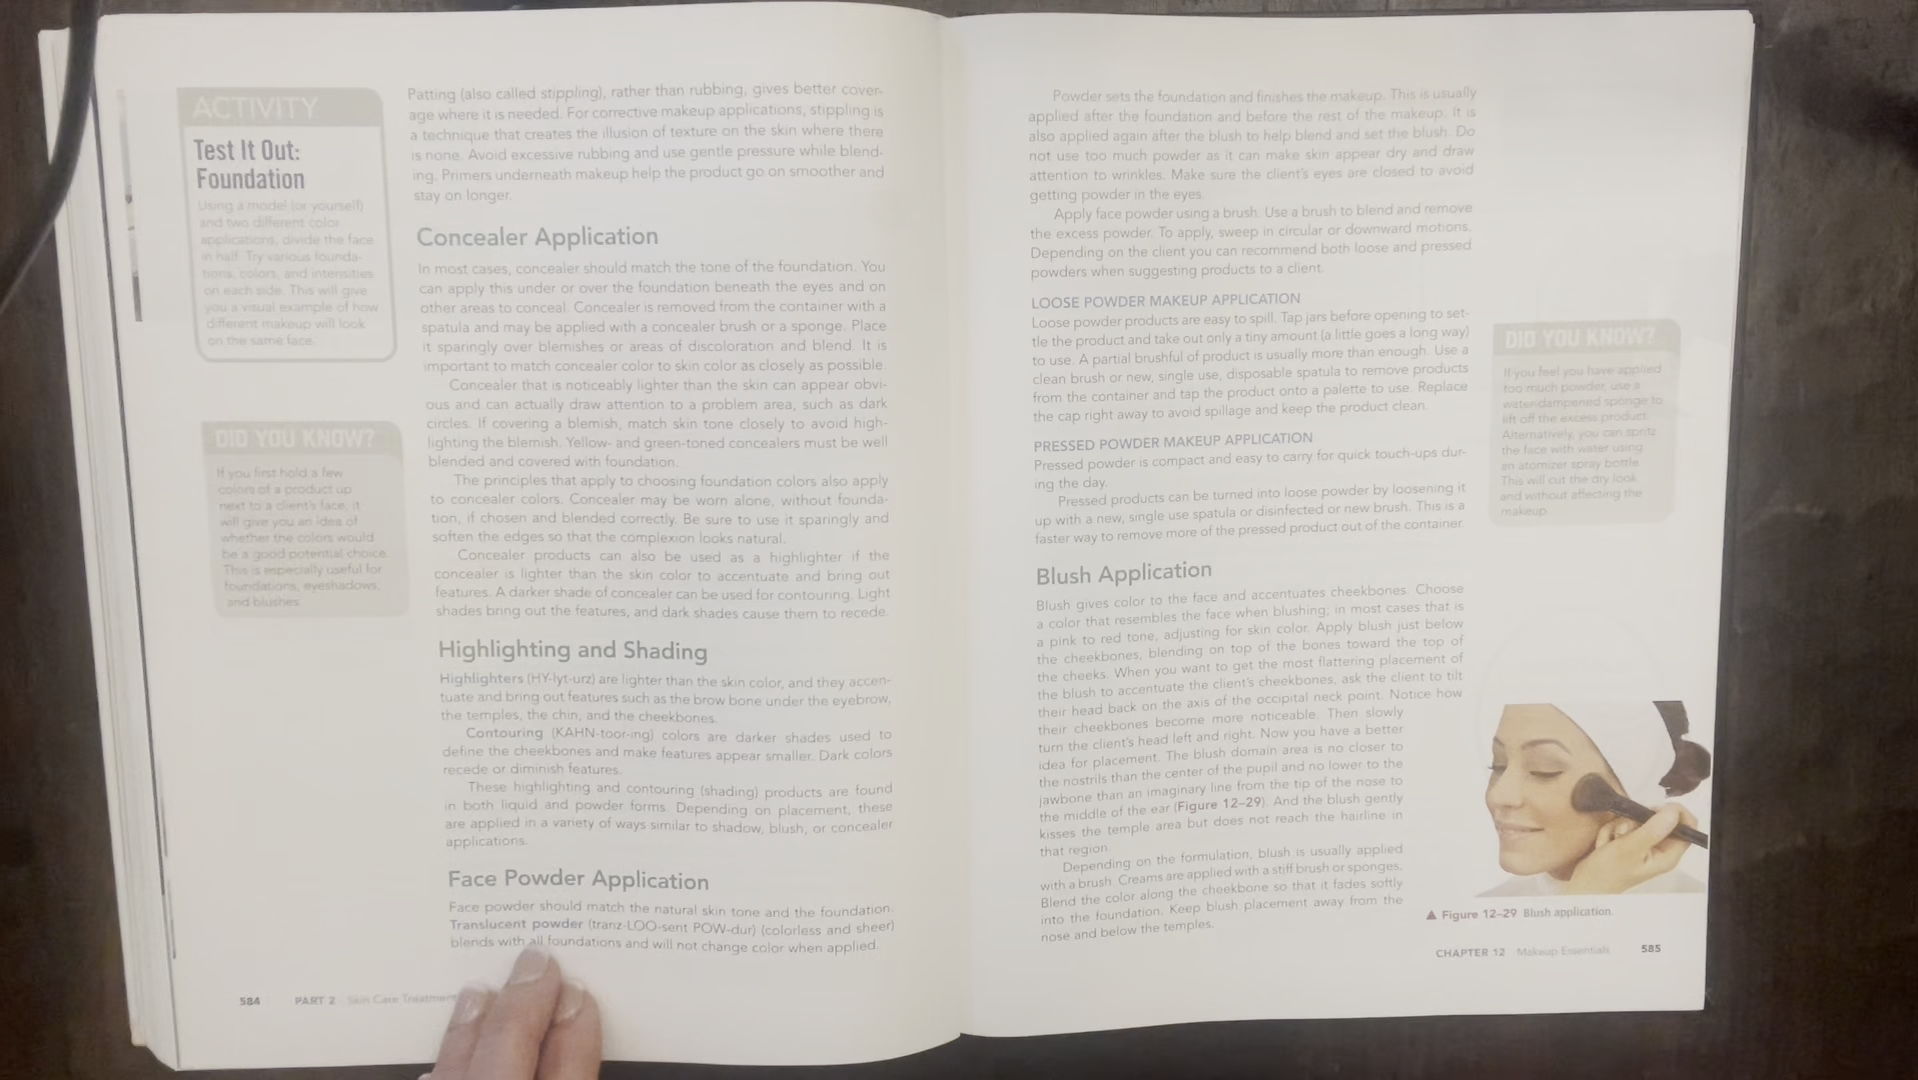 ACTIVITY
Test It Out:
Foundation
Using a model (or yourself)
and two different color
applications, divide the face
in half. Try various founda-
tions, colors, and intensities
on each side. This will give
you a visual example of how
different makeup will look
on the same face.
DID YOU KNOW?
If you first hold a few
colors of a product up
next to a client's face, it
will give you an idea of
whether the colors would
be a good potential choice.
This is especially useful for
foundations, eyeshadows,
and blushes.
Patting (also called stippling), rather than rubbing, gives better cover-
age where it is needed. For corrective makeup applications, stippling is
a technique that creates the illusion of texture on the skin where there
is none. Avoid excessive rubbing and use gentle pressure while blend-
ing. Primers underneath makeup help the product go on smoother and
stay on longer.
Concealer Application
In most cases, concealer should match the tone of the foundation. You
can apply this under or over the foundation beneath the eyes and on
other areas to conceal. Concealer is removed from the container with a
spatula and may be applied with a concealer brush or a sponge. Place
it sparingly over blemishes or areas of discoloration and blend. It is
important to match concealer color to skin color as closely as possible.
Concealer that is noticeably lighter than the skin can appear obvi-
ous and can actually draw attention to a problem area, such as dark
circles. If covering a blemish, match skin tone closely to avoid high-
lighting the blemish. Yellow- and green-toned concealers must be well
blended and covered with foundation.
The principles that apply to choosing foundation colors also apply
to concealer colors. Concealer may be worn alone, without founda-
tion, if chosen and blended correctly. Be sure to use it sparingly and
soften the edges so that the complexion looks natural.
Concealer products can also be used as a highlighter if the
concealer is lighter than the skin color to accentuate and bring out
features. A darker shade of concealer can be used for contouring. Light
shades bring out the features, and dark shades cause them to recede.
Highlighting and Shading
Highlighters (HY-lyt-urz) are lighter than the skin color, and they accen-
tuate and bring out features such as the brow bone under the eyebrow,
the temples, the chin, and the cheekbones.
Contouring (KAHN-toor-ing) colors are darker shades used to
define the cheekbones and make features appear smaller. Dark colors
recede or diminish features.
These highlighting and contouring (shading) products are found
in both liquid and powder forms. Depending on placement, these
are applied in a variety of ways similar to shadow, blush, or concealer
applications.
Face Powder Application
Face powder should match the natural skin tone and the foundation.
Translucent powder (tranz-LOO-sent POW-dur) (colorless and sheer)
blends with all foundations and will not change color when applied.
584 PART 2 Skin Care Treatment
Powder sets the foundation and finishes the makeup. This is usually
applied after the foundation and before the rest of the makeup. It is
also applied again after the blush to help blend and set the blush. Do
not use too much powder as it can make skin appear dry and draw
attention to wrinkles. Make sure the client's eyes are closed to avoid
getting powder in the eyes.
Apply face powder using a brush. Use a brush to blend and remove
the excess powder. To apply, sweep in circular or downward motions.
Depending on the client you can recommend both loose and pressed
powders when suggesting products to a client.
LOOSE POWDER MAKEUP APPLICATION
Loose powder products are easy to spill. Tap jars before opening to set-
tle the product and take out only a tiny amount (a little goes a long way)
to use. A partial brushful of product is usually more than enough. Use a
clean brush or new, single use, disposable spatula to remove products
from the container and tap the product onto a palette to use. Replace
the cap right away to avoid spillage and keep the product clean.
PRESSED POWDER MAKEUP APPLICATION
Pressed powder is compact and easy to carry for quick touch-ups dur-
ing the day.
Pressed products can be turned into loose powder by loosening it
up with a new, single use spatula or disinfected or new brush. This is a
faster way to remove more of the pressed product out of the container.
Blush Application
Blush gives color to the face and accentuates cheekbones. Choose
a color that resembles the face when blushing; in most cases that is
a pink to red tone, adjusting for skin color. Apply blush just below
the cheekbones, blending on top of the bones toward the top of
the cheeks. When you want to get the most flattering placement of
the blush to accentuate the client's cheekbones, ask the client to tilt
their head back on the axis of the occipital neck point. Notice how
their cheekbones become more noticeable. Then slowly
turn the client's head left and right. Now you have a better
idea for placement. The blush domain area is no closer to
the nostrils than the center of the pupil and no lower to the
jawbone than an imaginary line from the tip of the nose to
the middle of the ear (Figure 12–29). And the blush gently
kisses the temple area but does not reach the hairline in
that region.
Depending on the formulation, blush is usually applied
with a brush. Creams are applied with a stiff brush or sponges.
Blend the color along the cheekbone so that it fades softly
into the foundation. Keep blush placement away from the
nose and below the temples.
DID YOU KNOW?
If you feel you have applied
too much powder, use a
water-dampened sponge to
lift off the excess product.
Alternatively, you can spritz
the face with water using
an atomizer spray bottle.
This will cut the dry look
and without affecting the
makeup.
▲ Figure 12–29 Blush application.
CHAPTER 12 Makeup Essentials 585